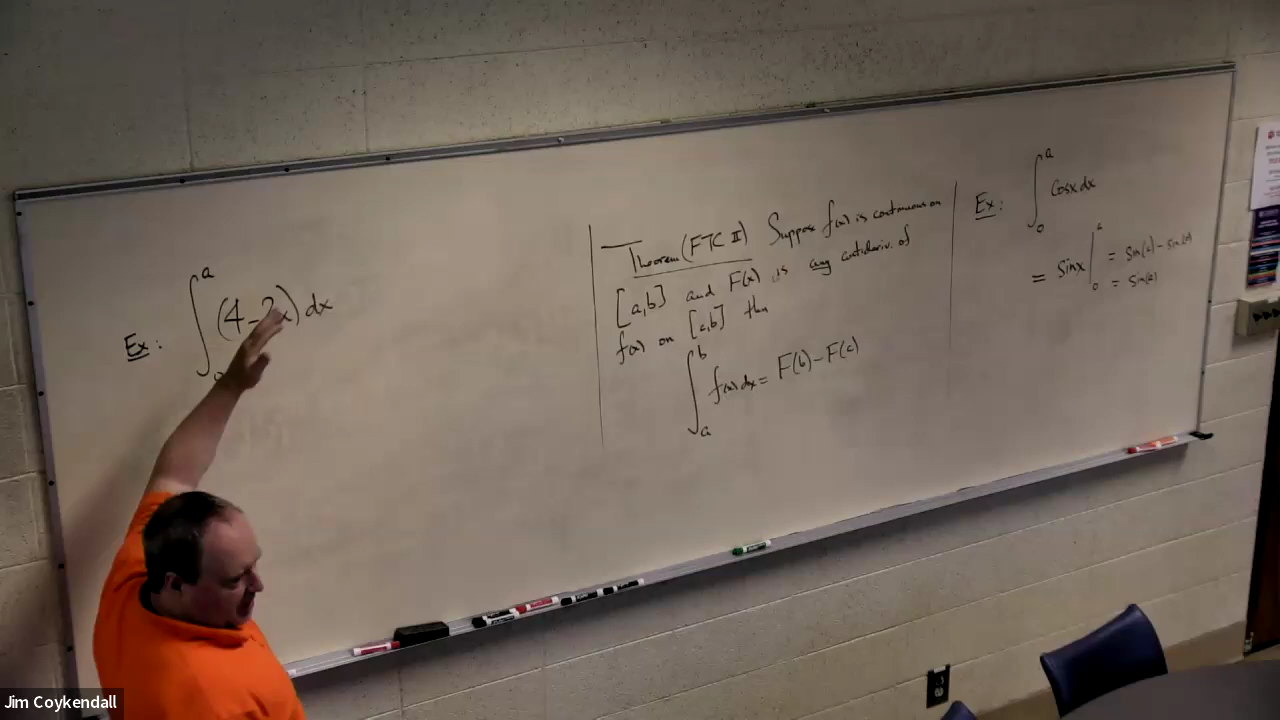 Ex: ∫₀ᵃ (4-2x) dx
Theorem (FTC II) Suppose f(x) is continuous on
[a,b] and F(x) is any antideriv. of
f(x) on [a,b] then
∫ₐᵇ f(x) dx = F(b) - F(a)
Ex: ∫₀ᵃ cosx dx
= sinx |₀ᵃ = sin(a) - sin(0)
= sin(a)
Jim Coykendall